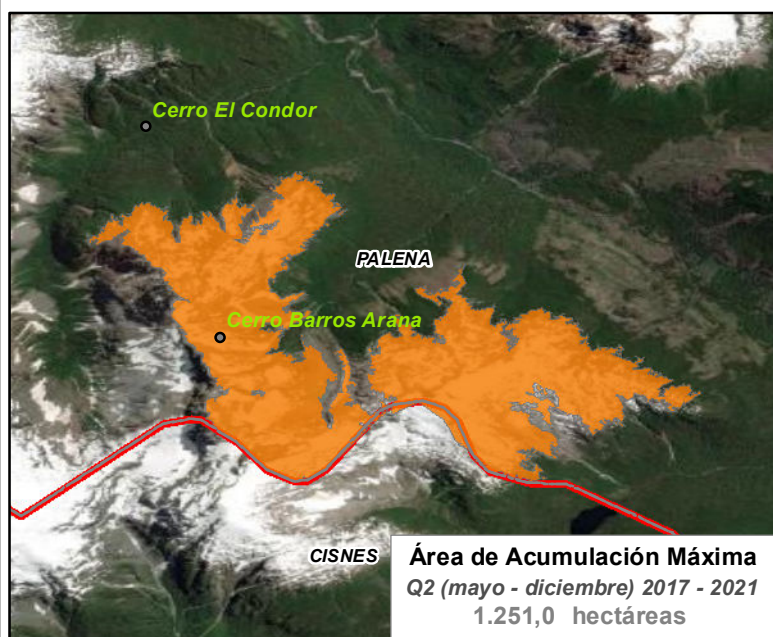 Cerro El Condor
PALENA
Cerro Barros Arana
CISNES
Área de Acumulación Máxima
Q2 (mayo - diciembre) 2017 - 2021
1.251,0 hectáreas